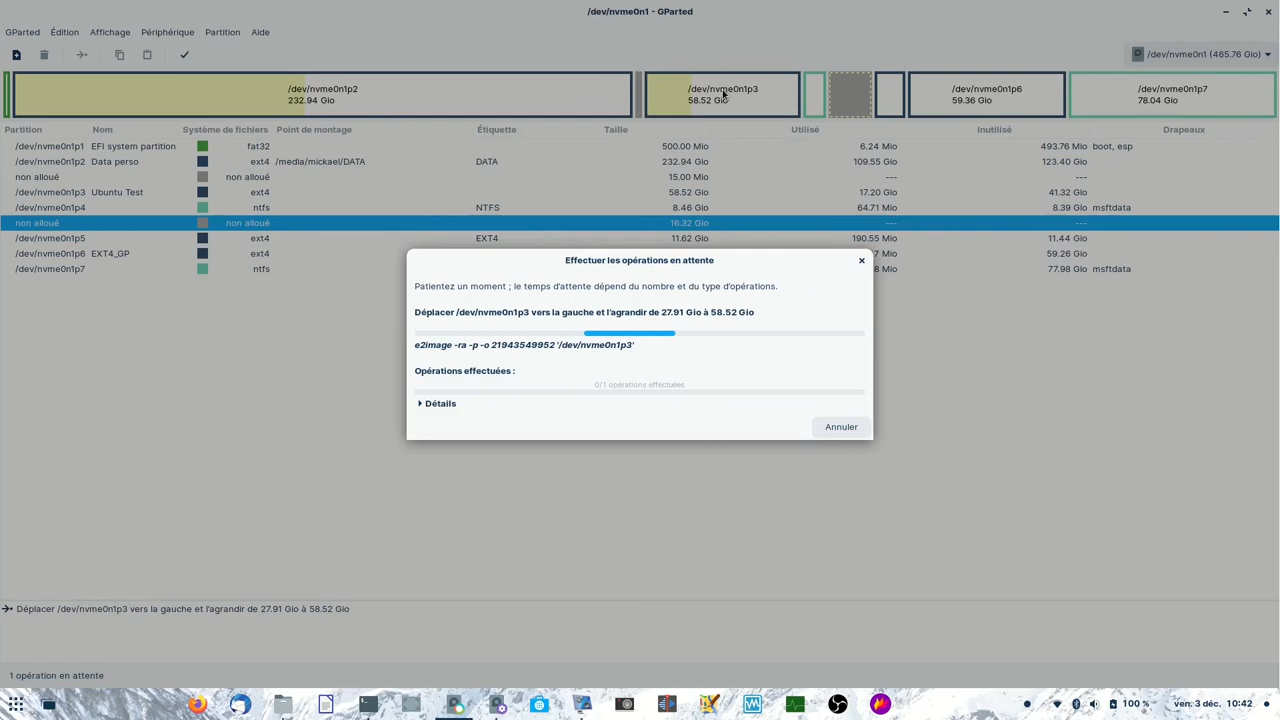 /dev/nvme0n1 - GParted
GParted Édition Affichage Périphérique Partition Aide
/dev/nvme0n1 (465.76 Gio)
/dev/nvme0n1p2
232.94 Gio
/dev/nvme0n1p3
58.52 Gio
/dev/nvme0n1p6
59.36 Gio
/dev/nvme0n1p7
78.04 Gio
Partition Nom Système de fichiers Point de montage Étiquette Taille Utilisé Inutilisé Drapeaux
/dev/nvme0n1p1 EFI system partition fat32 500.00 Mio 6.24 Mio 493.76 Mio boot, esp
/dev/nvme0n1p2 Data perso ext4 /media/mickael/DATA DATA 232.94 Gio 109.55 Gio 123.40 Gio
non alloué non alloué 15.00 Mio --- ---
/dev/nvme0n1p3 Ubuntu Test ext4 58.52 Gio 17.20 Gio 41.32 Gio
/dev/nvme0n1p4 ntfs NTFS 8.46 Gio 64.71 Mio 8.39 Gio msftdata
non alloué non alloué 16.32 Gio --- ---
/dev/nvme0n1p5 ext4 EXT4 11.62 Gio 190.55 Mio 11.44 Gio
/dev/nvme0n1p6 EXT4_GP ext4 7 Mio 59.26 Gio
/dev/nvme0n1p7 ntfs 8 Mio 77.98 Gio msftdata
Effectuer les opérations en attente
Patientez un moment ; le temps d'attente dépend du nombre et du type d'opérations.
Déplacer /dev/nvme0n1p3 vers la gauche et l'agrandir de 27.91 Gio à 58.52 Gio
e2image -ra -p -o 21943549952 '/dev/nvme0n1p3'
Opérations effectuées :
0/1 opérations effectuées
Détails
Annuler
Déplacer /dev/nvme0n1p3 vers la gauche et l'agrandir de 27.91 Gio à 58.52 Gio
1 opération en attente
100 % ven. 3 déc. 10:42